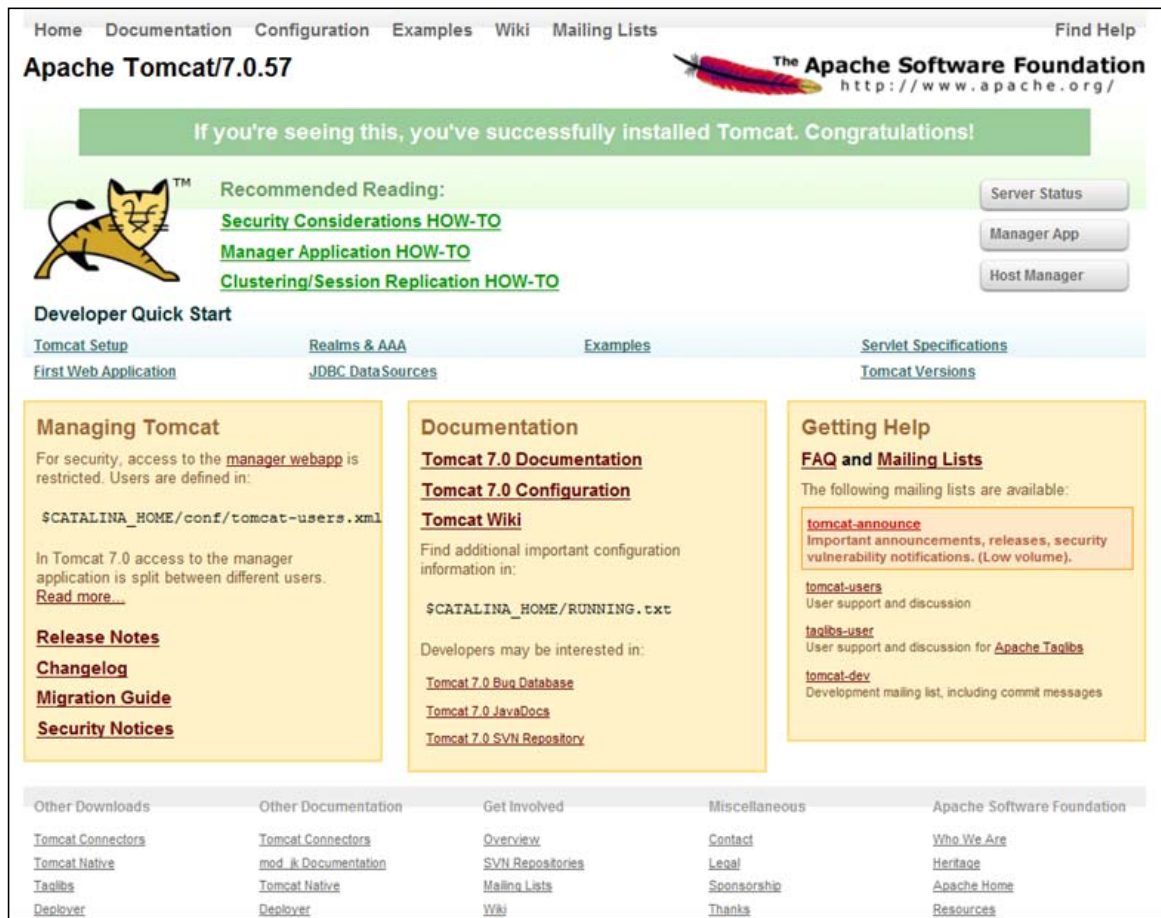 Home Documentation Configuration Examples Wiki Mailing Lists Find Help
Apache Tomcat/7.0.57
The Apache Software Foundation
http://www.apache.org/
If you're seeing this, you've successfully installed Tomcat. Congratulations!
TM
Recommended Reading:
Security Considerations HOW-TO
Manager Application HOW-TO
Clustering/Session Replication HOW-TO
Server Status
Manager App
Host Manager
Developer Quick Start
Tomcat Setup Realms & AAA Examples Servlet Specifications
First Web Application JDBC DataSources Tomcat Versions
Managing Tomcat
For security, access to the manager webapp is
restricted. Users are defined in:
$CATALINA_HOME/conf/tomcat-users.xml
In Tomcat 7.0 access to the manager
application is split between different users.
Read more...
Release Notes
Changelog
Migration Guide
Security Notices
Documentation
Tomcat 7.0 Documentation
Tomcat 7.0 Configuration
Tomcat Wiki
Find additional important configuration
information in:
$CATALINA_HOME/RUNNING.txt
Developers may be interested in:
Tomcat 7.0 Bug Database
Tomcat 7.0 JavaDocs
Tomcat 7.0 SVN Repository
Getting Help
FAQ and Mailing Lists
The following mailing lists are available:
tomcat-announce
Important announcements, releases, security
vulnerability notifications. (Low volume).
tomcat-users
User support and discussion
taglibs-user
User support and discussion for Apache Taglibs
tomcat-dev
Development mailing list, including commit messages
Other Downloads Other Documentation Get Involved Miscellaneous Apache Software Foundation
Tomcat Connectors Tomcat Connectors Overview Contact Who We Are
Tomcat Native mod_jk Documentation SVN Repositories Legal Heritage
Taglibs Tomcat Native Mailing Lists Sponsorship Apache Home
Deployer Deployer Wiki Thanks Resources